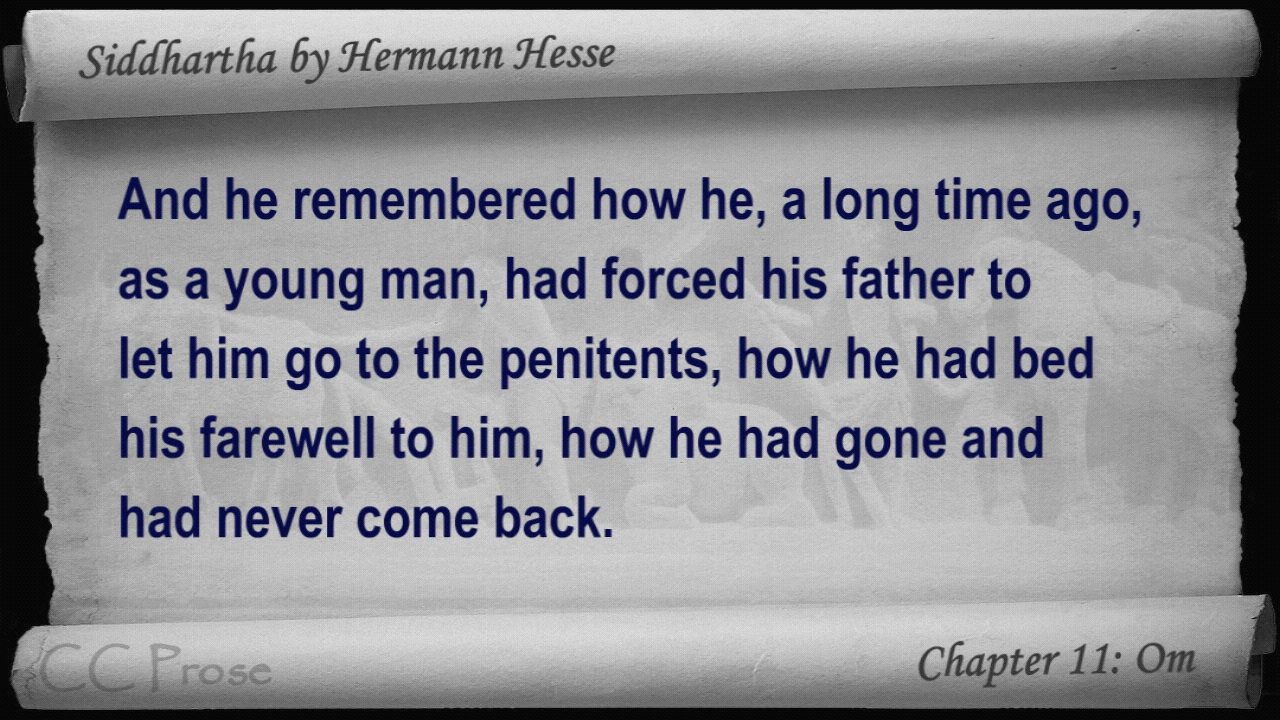 Siddhartha by Hermann Hesse
And he remembered how he, a long time ago,
as a young man, had forced his father to
let him go to the penitents, how he had bed
his farewell to him, how he had gone and
had never come back.
CC Prose
Chapter 11: Om